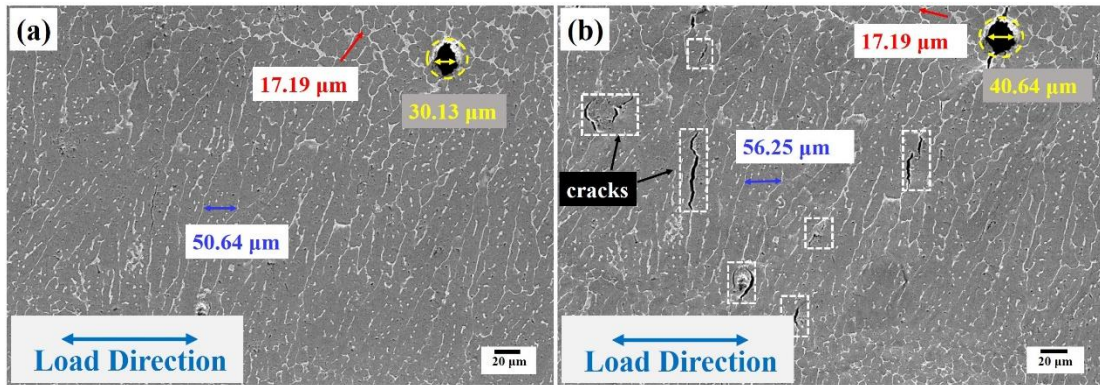 (a)
17.19 µm
30.13 µm
50.64 µm
Load Direction
20 µm
(b)
17.19 µm
40.64 µm
56.25 µm
cracks
Load Direction
20 µm